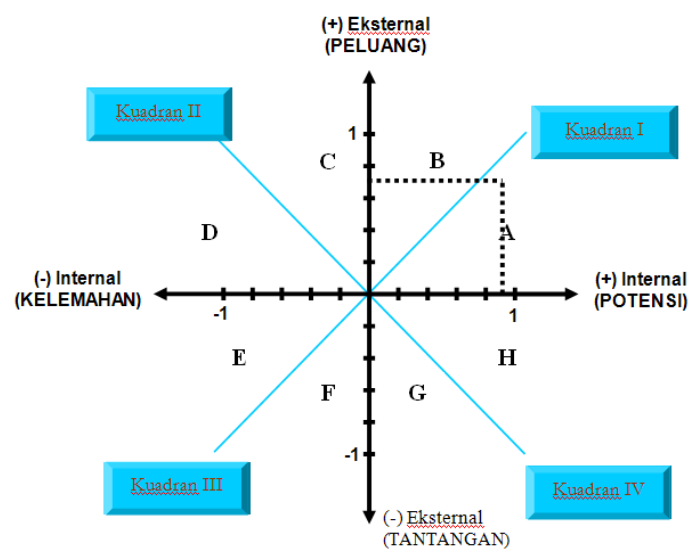 (+) Eksternal
(PELUANG)
Kuadran II
Kuadran I
1
C
B
D
A
(-) Internal
(KELEMAHAN)
(+) Internal
(POTENSI)
-1
1
E
H
F
G
-1
Kuadran III
Kuadran IV
(-) Eksternal
(TANTANGAN)